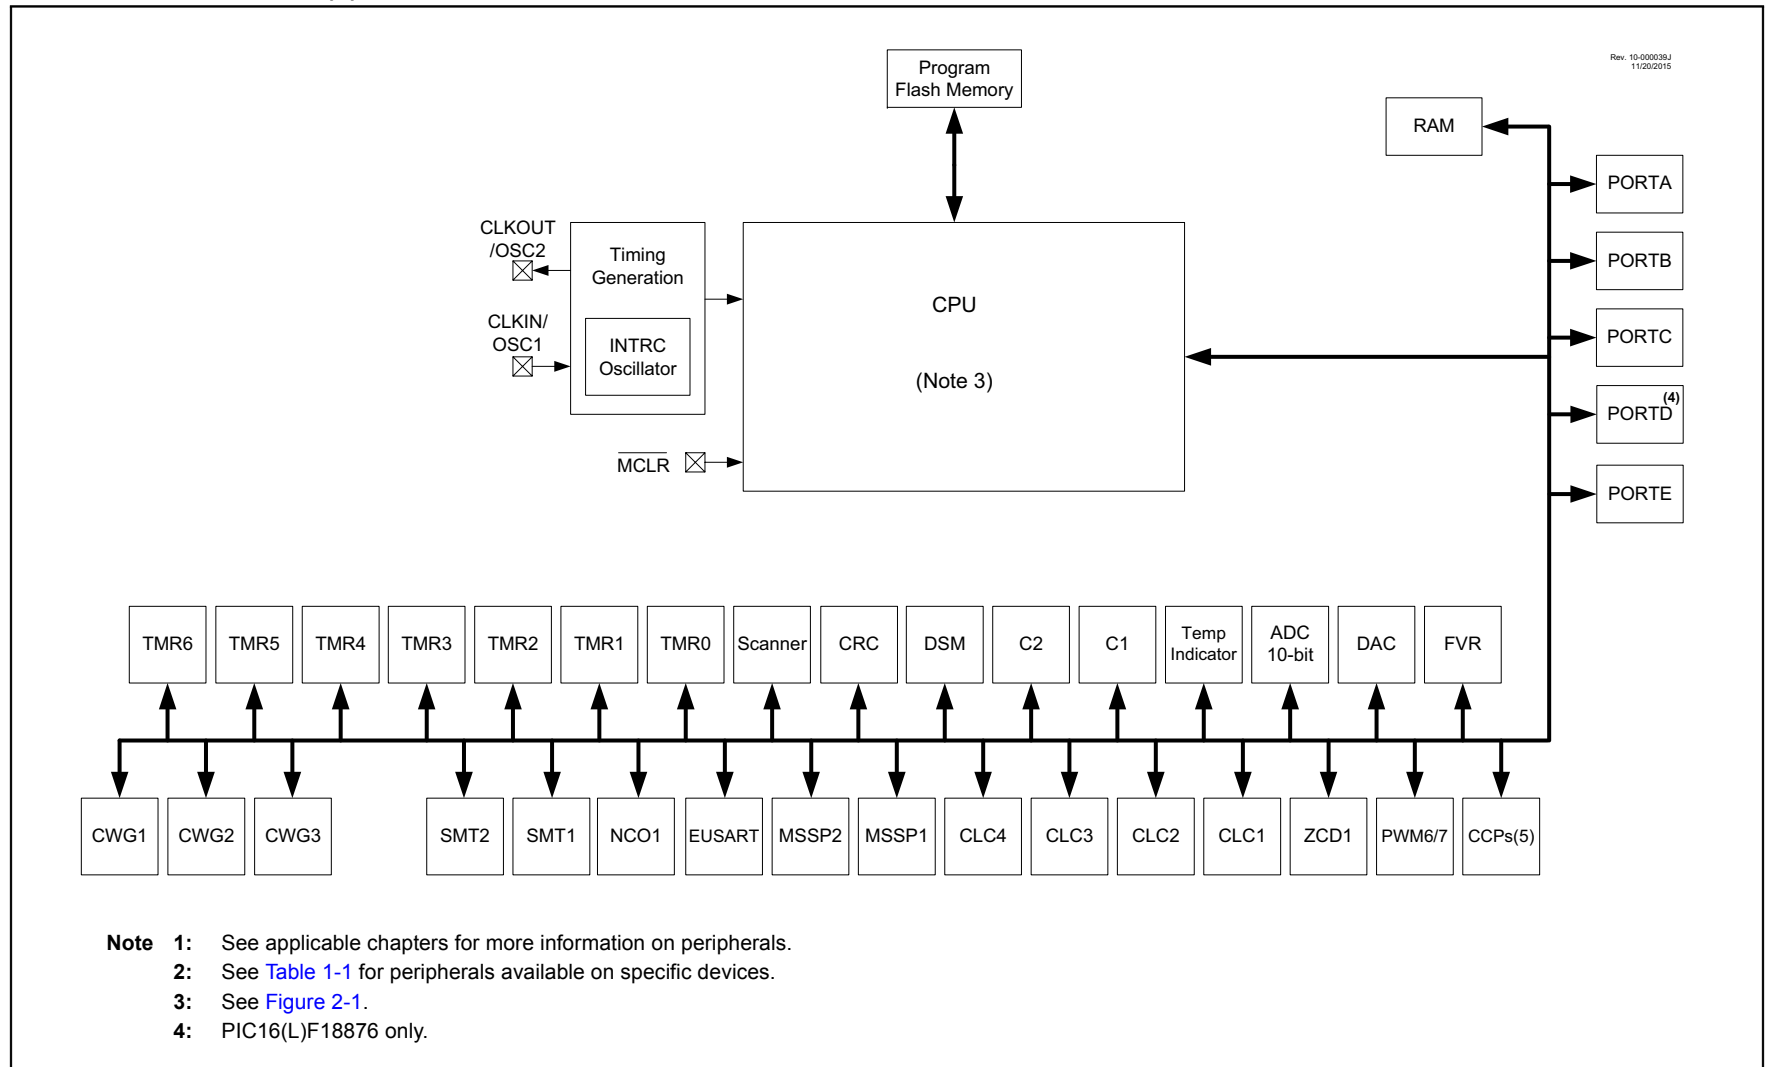 Rev. 10-000039J
11/20/2015
Program
Flash Memory
RAM
PORTA
PORTB
PORTC
PORTD(4)
PORTE
CLKOUT
/OSC2
Timing
Generation
CLKIN/
OSC1
INTRC
Oscillator
CPU
(Note 3)
MCLR
TMR6
TMR5
TMR4
TMR3
TMR2
TMR1
TMR0
Scanner
CRC
DSM
C2
C1
Temp
Indicator
ADC
10-bit
DAC
FVR
CWG1
CWG2
CWG3
SMT2
SMT1
NCO1
EUSART
MSSP2
MSSP1
CLC4
CLC3
CLC2
CLC1
ZCD1
PWM6/7
CCPs(5)
Note 1: See applicable chapters for more information on peripherals.
2: See Table 1-1 for peripherals available on specific devices.
3: See Figure 2-1.
4: PIC16(L)F18876 only.